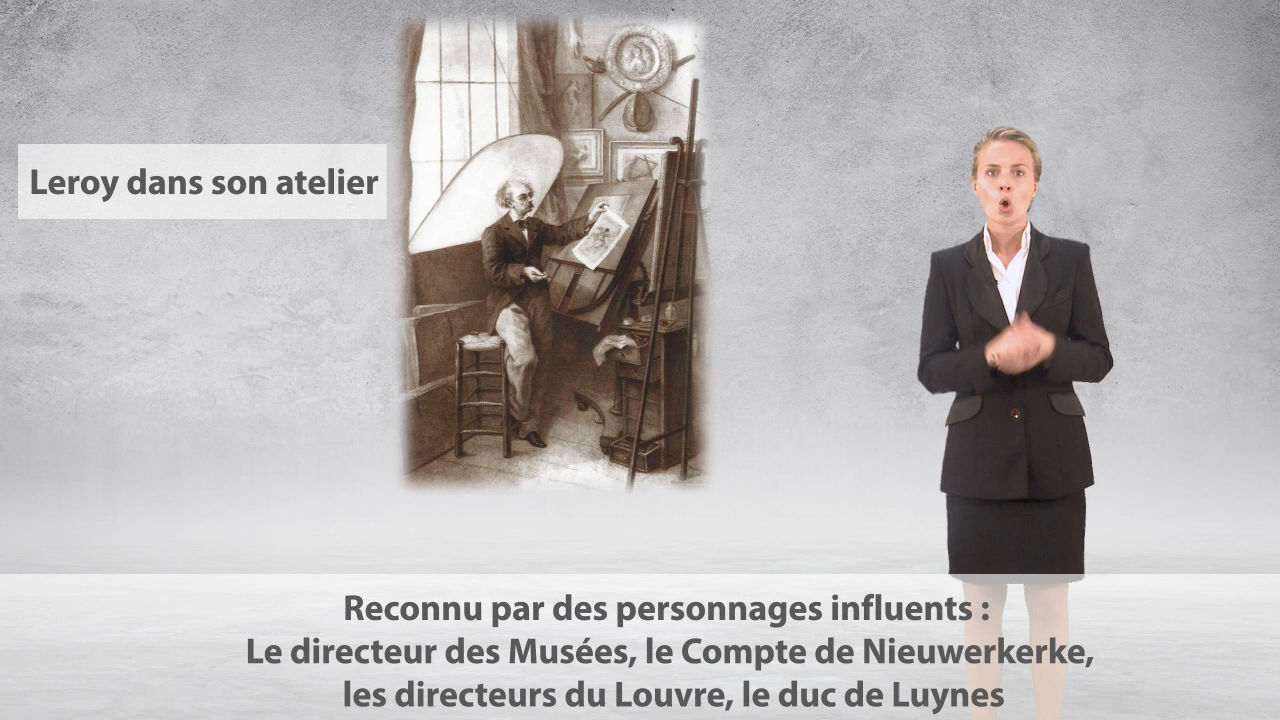 Leroy dans son atelier
Reconnu par des personnages influents :
Le directeur des Musées, le Compte de Nieuwerkerke,
les directeurs du Louvre, le duc de Luynes